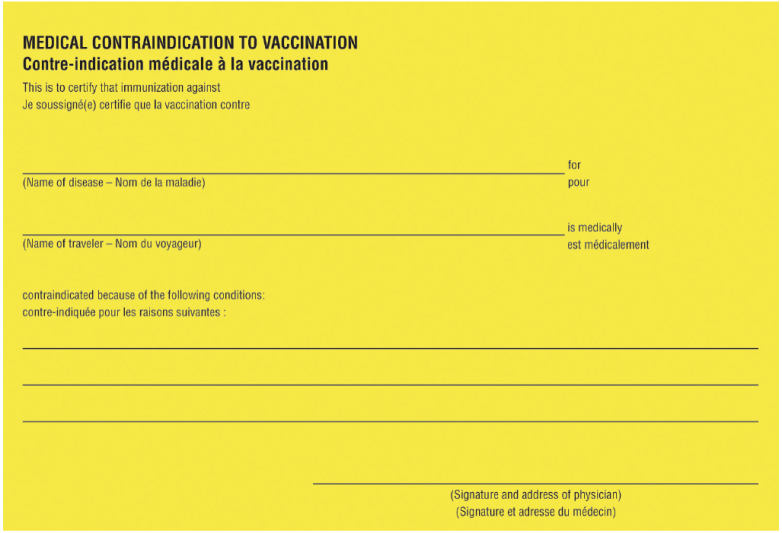 MEDICAL CONTRAINDICATION TO VACCINATION
Contre-indication médicale à la vaccination
This is to certify that immunization against
Je soussigné(e) certifie que la vaccination contre
for
(Name of disease – Nom de la maladie)
pour
is medically
(Name of traveler – Nom du voyageur)
est médicalement
contraindicated because of the following conditions:
contre-indiquée pour les raisons suivantes :
(Signature and address of physician)
(Signature et adresse du médecin)